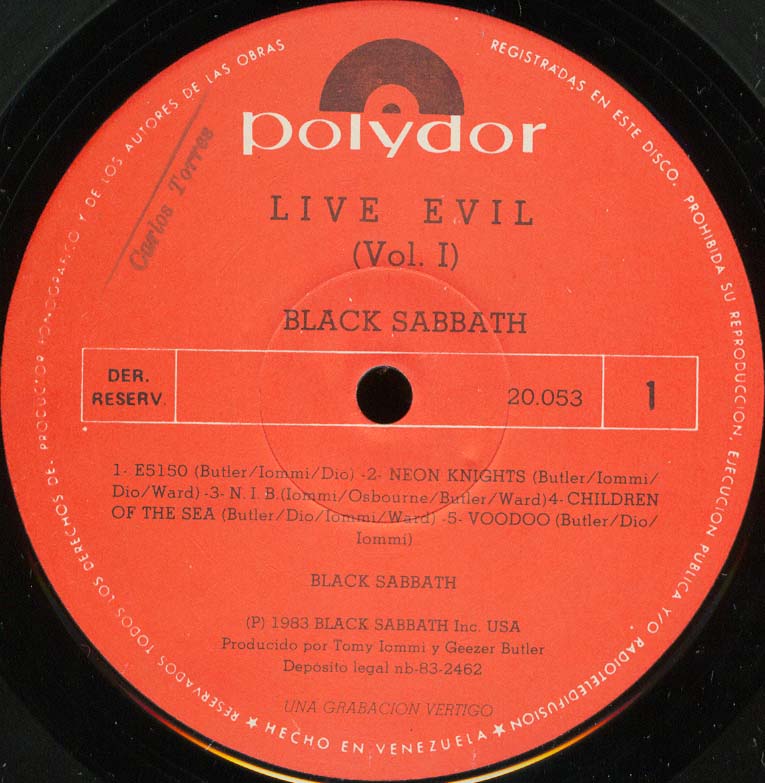 polydor
LIVE EVIL
(Vol. I)
BLACK SABBATH
Carlos Torres
DER.
RESERV.
20.053
1
1- E5150 (Butler/Iommi/Dio) -2- NEON KNIGHTS (Butler/Iommi/
Dio/Ward) -3- N.I.B.(Iommi/Osbourne/Butler/Ward)4- CHILDREN
OF THE SEA (Butler/Dio/Iommi/Ward) -5- VOODOO (Butler/Dio/
Iommi)
BLACK SABBATH
(P) 1983 BLACK SABBATH Inc. USA
Producido por Tomy Iommi y Geezer Butler
Depósito legal nb-83-2462
UNA GRABACION VERTIGO
RESERVADOS TODOS LOS DERECHOS DEL PRODUCTOR FONOGRAFICO Y DE LOS AUTORES DE LAS OBRAS REGISTRADAS EN ESTE DISCO. PROHIBIDA SU REPRODUCCION, EJECUCION PUBLICA Y/O RADIOTELEDIFUSION ★ HECHO EN VENEZUELA ★